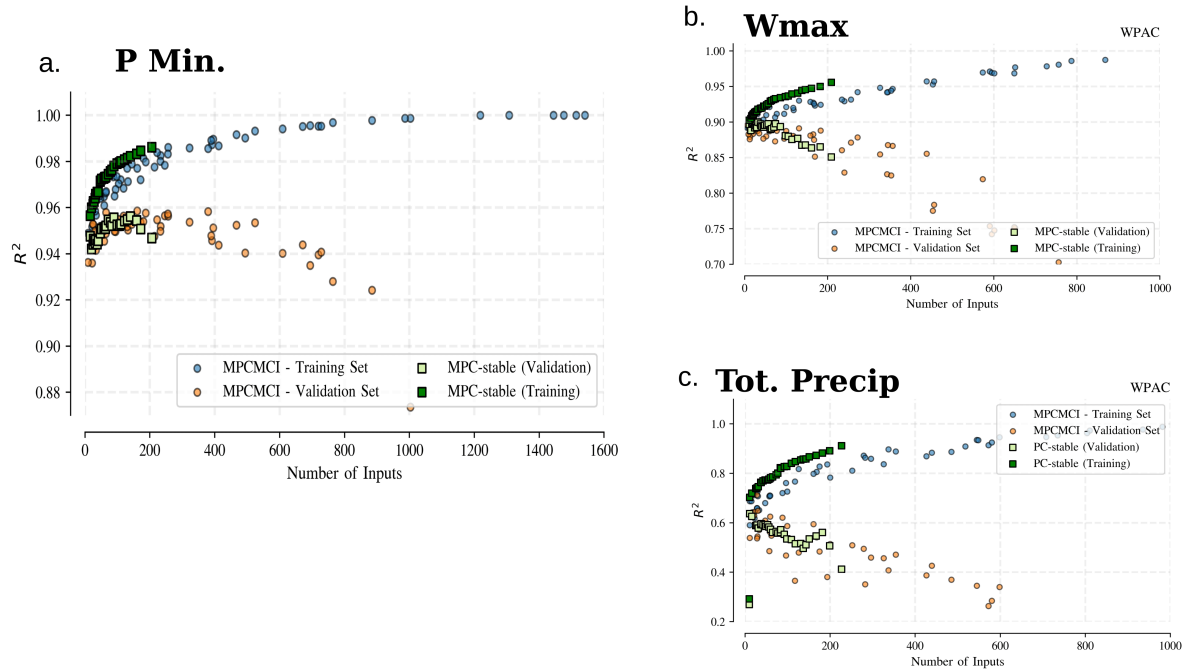 a.
P Min.
1.00
0.98
0.96
0.94
0.92
0.90
0.88
R²
MPCMCI - Training Set
MPCMCI - Validation Set
MPC-stable (Validation)
MPC-stable (Training)
0 200 400 600 800 1000 1200 1400 1600
Number of Inputs
b.
Wmax
WPAC
1.00
0.95
0.90
0.85
0.80
0.75
0.70
R²
MPCMCI - Training Set
MPCMCI - Validation Set
MPC-stable (Validation)
MPC-stable (Training)
0 200 400 600 800 1000
Number of Inputs
c.
Tot. Precip
WPAC
1.0
0.8
0.6
0.4
0.2
R²
MPCMCI - Training Set
MPCMCI - Validation Set
PC-stable (Validation)
PC-stable (Training)
0 200 400 600 800 1000
Number of Inputs